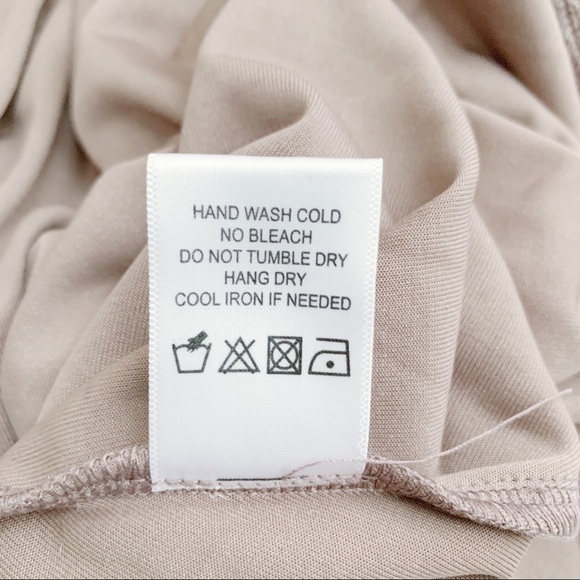 HAND WASH COLD
NO BLEACH
DO NOT TUMBLE DRY
HANG DRY
COOL IRON IF NEEDED